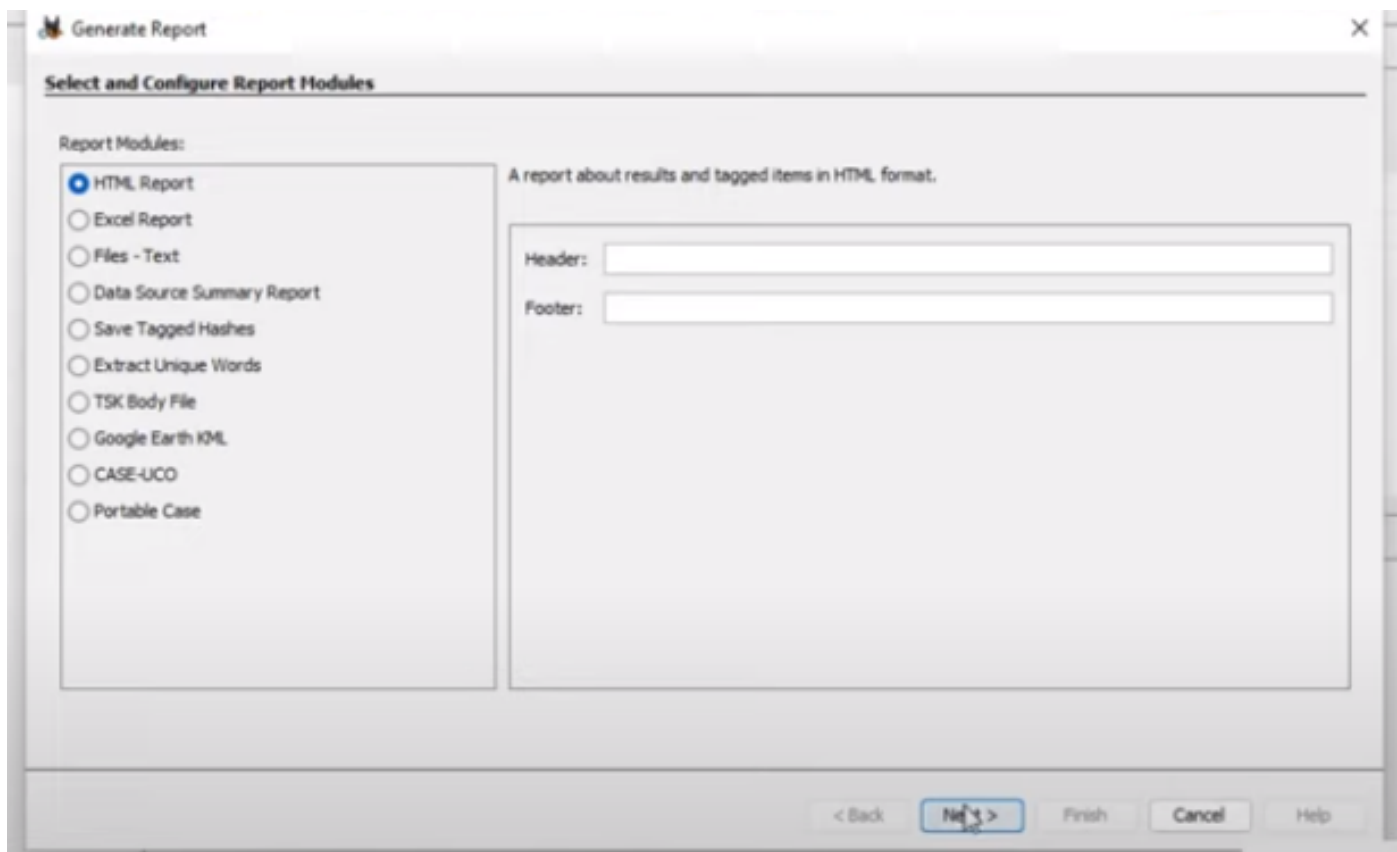 Generate Report
Select and Configure Report Modules
Report Modules:
HTML Report
Excel Report
Files - Text
Data Source Summary Report
Save Tagged Hashes
Extract Unique Words
TSK Body File
Google Earth KML
CASE-UCO
Portable Case
A report about results and tagged items in HTML format.
Header:
Footer:
< Back
Next >
Finish
Cancel
Help